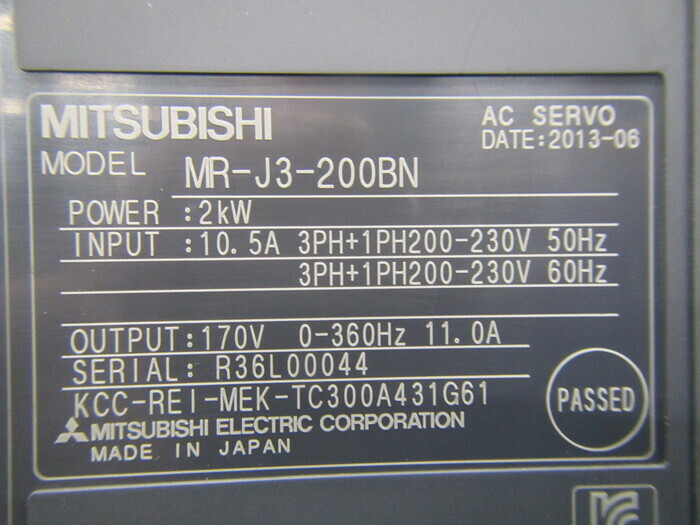 MITSUBISHI
AC SERVO
DATE:2013-06
MODEL MR-J3-200BN
POWER :2kW
INPUT :10.5A 3PH+1PH200-230V 50Hz
3PH+1PH200-230V 60Hz
OUTPUT:170V 0-360Hz 11.0A
SERIAL: R36L00044
KCC-REI-MEK-TC300A431G61
PASSED
MITSUBISHI ELECTRIC CORPORATION
MADE IN JAPAN